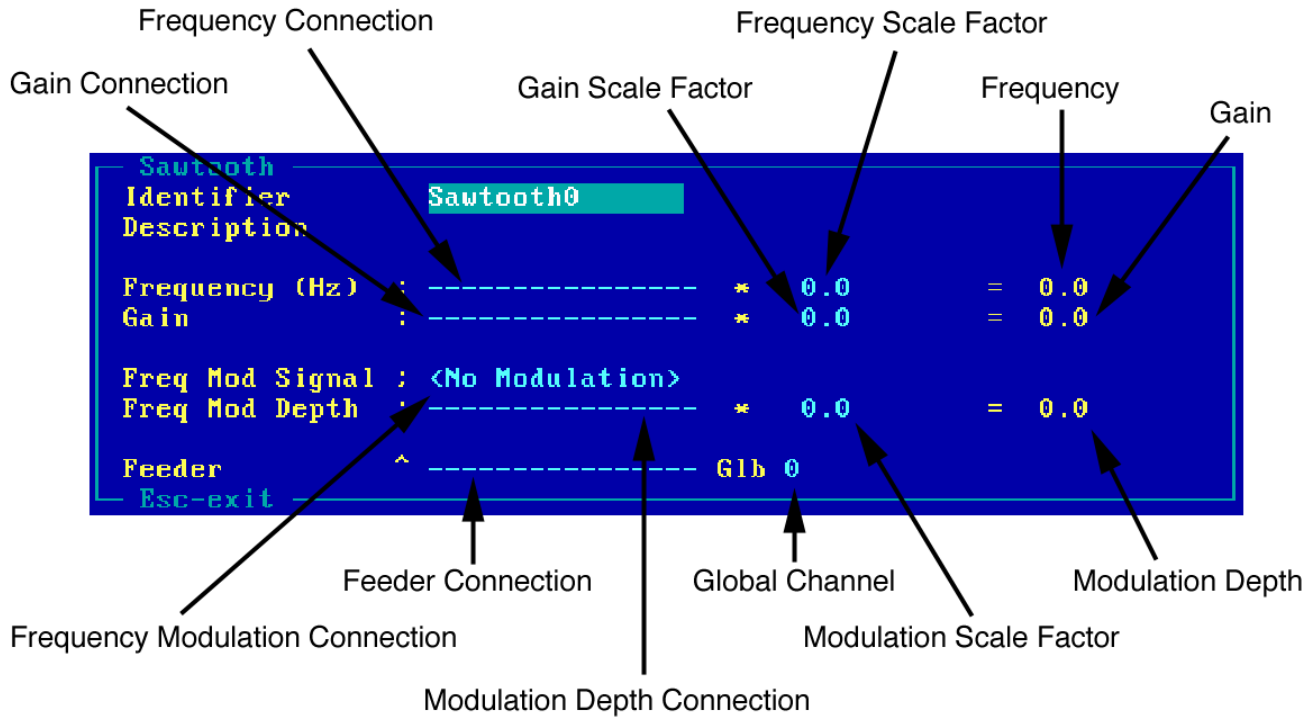 Frequency Connection
Frequency Scale Factor
Gain Connection
Gain Scale Factor
Frequency
Gain
Sawtooth
Identifier Sawtooth0
Description
Frequency (Hz) : ---------------- * 0.0 = 0.0
Gain : ---------------- * 0.0 = 0.0
Freq Mod Signal ; <No Modulation>
Freq Mod Depth : ---------------- * 0.0 = 0.0
Feeder ^ ---------------- Glb 0
Esc-exit
Feeder Connection
Global Channel
Modulation Depth
Frequency Modulation Connection
Modulation Scale Factor
Modulation Depth Connection